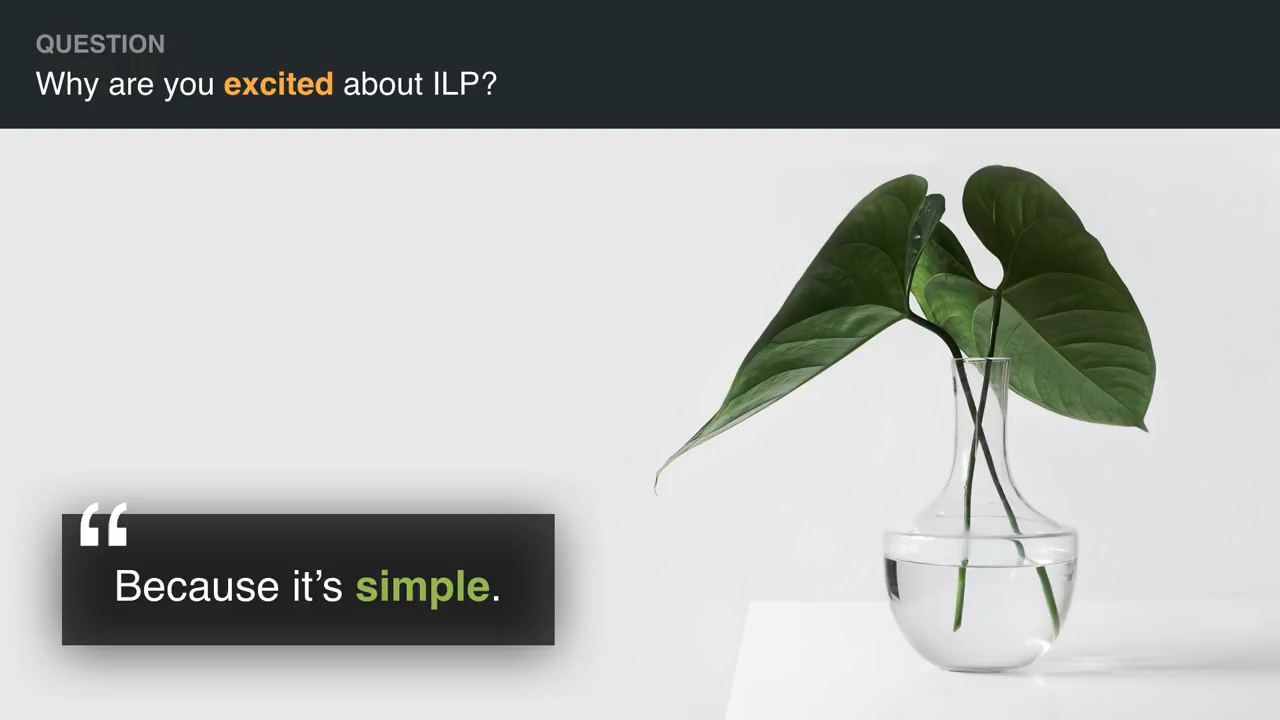 QUESTION
Why are you excited about ILP?
“
Because it’s simple.